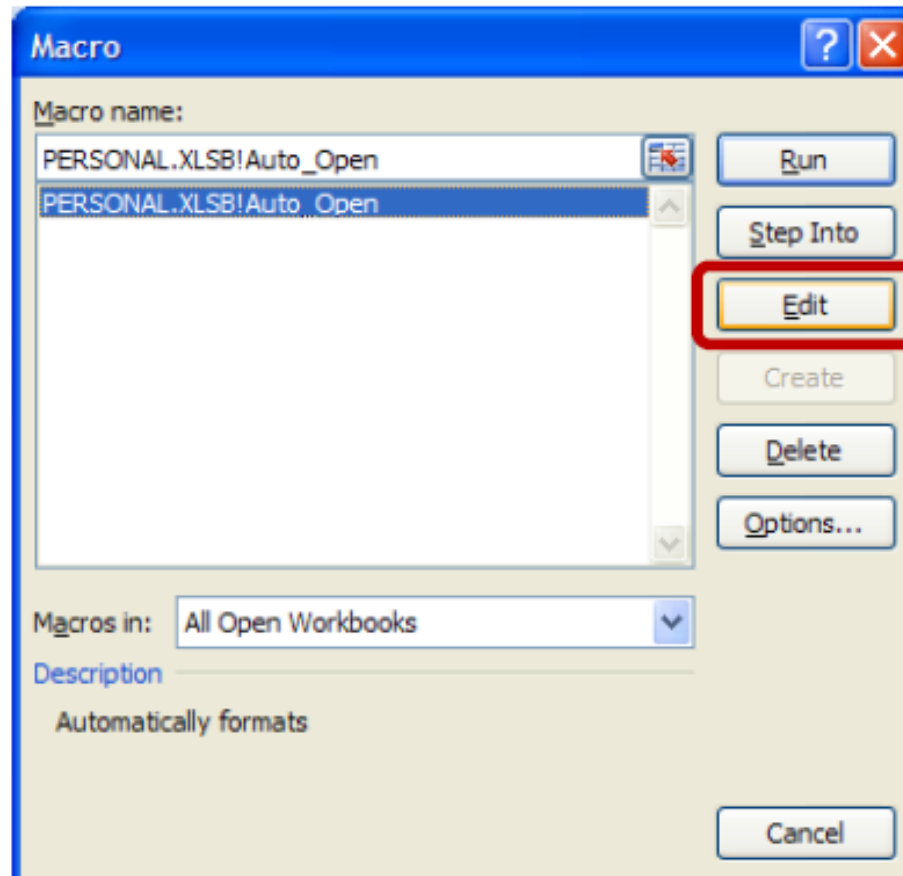 Macro
Macro name:
PERSONAL.XLSB!Auto_Open
PERSONAL.XLSB!Auto_Open
Run
Step Into
Edit
Create
Delete
Options...
Macros in: All Open Workbooks
Description
Automatically formats
Cancel